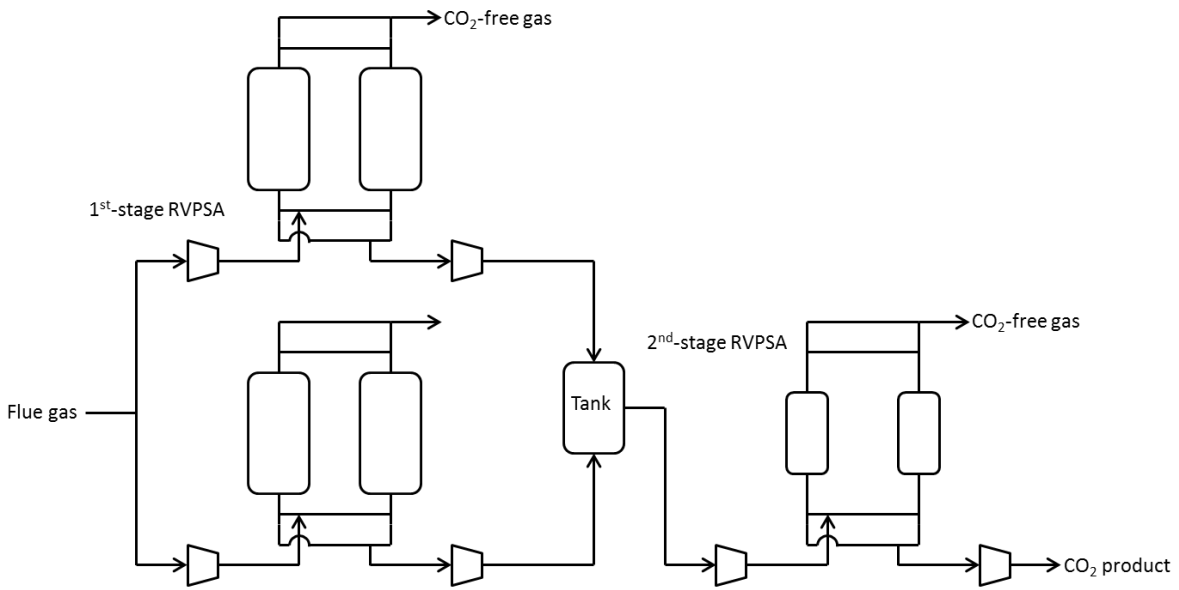 CO₂-free gas
1ˢᵗ-stage RVPSA
2ⁿᵈ-stage RVPSA
CO₂-free gas
Flue gas
Tank
CO₂ product